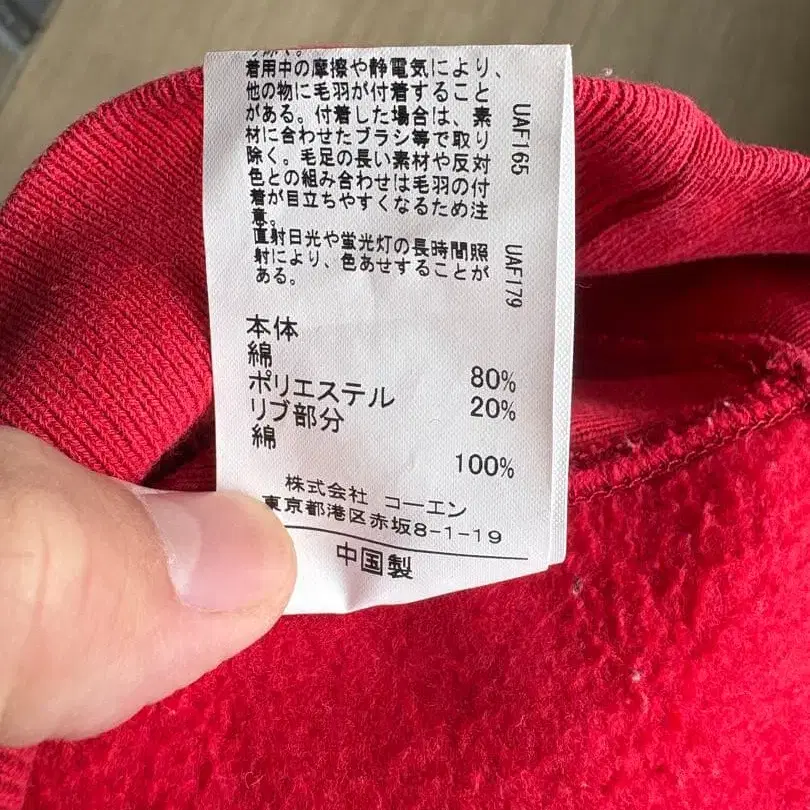 着用中の摩擦や静電気により、
他の物に毛羽が付着すること
がある。付着した場合は、素
材に合わせたブラシ等で取り
除く。毛足の長い素材や反対
色との組み合わせは毛羽の付
着が目立ちやすくなるため注
意。
直射日光や蛍光灯の長時間照
射により、色あせすることが
ある。
UAF165
UAF179
本体
綿 80%
ポリエステル 20%
リブ部分
綿 100%
株式会社 コーエン
東京都港区赤坂8-1-19
中国製